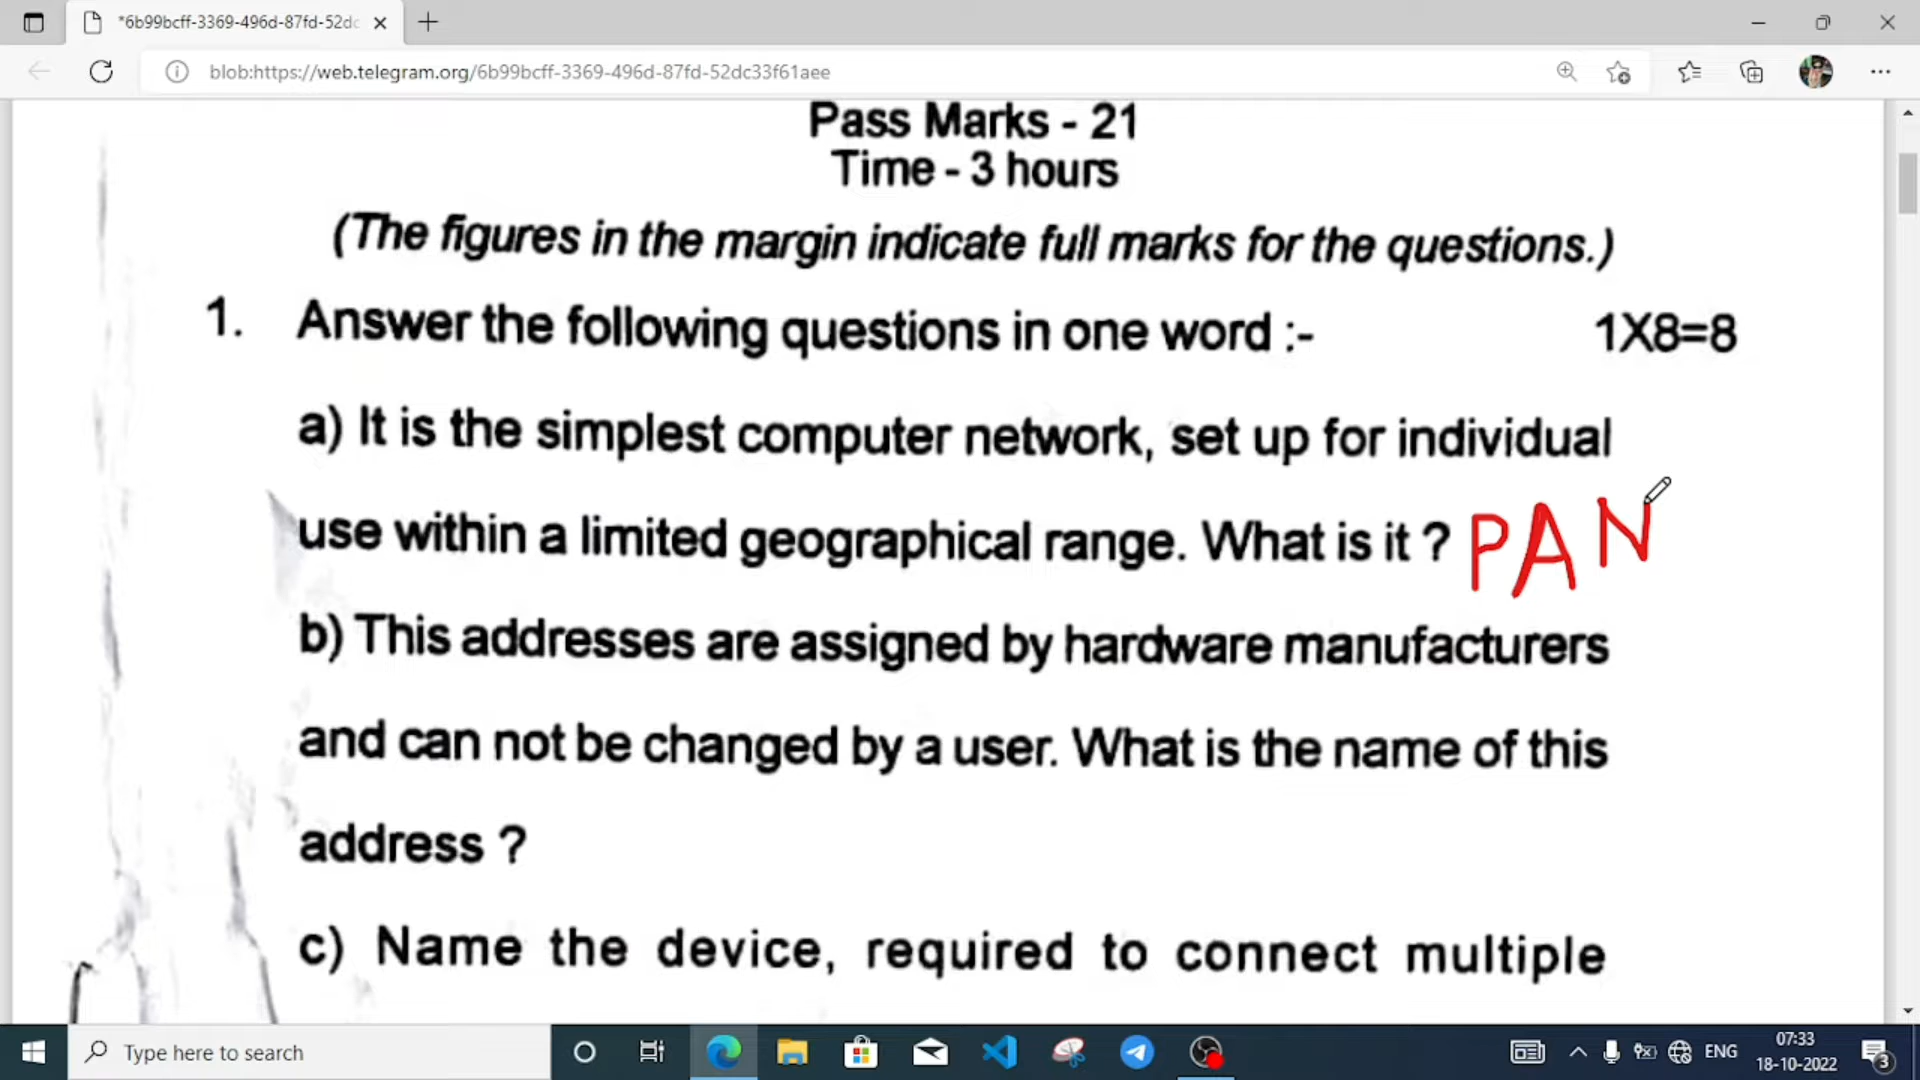 *6b99bcff-3369-496d-87fd-52dc
blob:https://web.telegram.org/6b99bcff-3369-496d-87fd-52dc33f61aee
Pass Marks - 21
Time - 3 hours
(The figures in the margin indicate full marks for the questions.)
1. Answer the following questions in one word :- 1X8=8
a) It is the simplest computer network, set up for individual
use within a limited geographical range. What is it ? PAN
b) This addresses are assigned by hardware manufacturers
and can not be changed by a user. What is the name of this
address ?
c) Name the device, required to connect multiple
Type here to search
ENG
07:33
18-10-2022
3